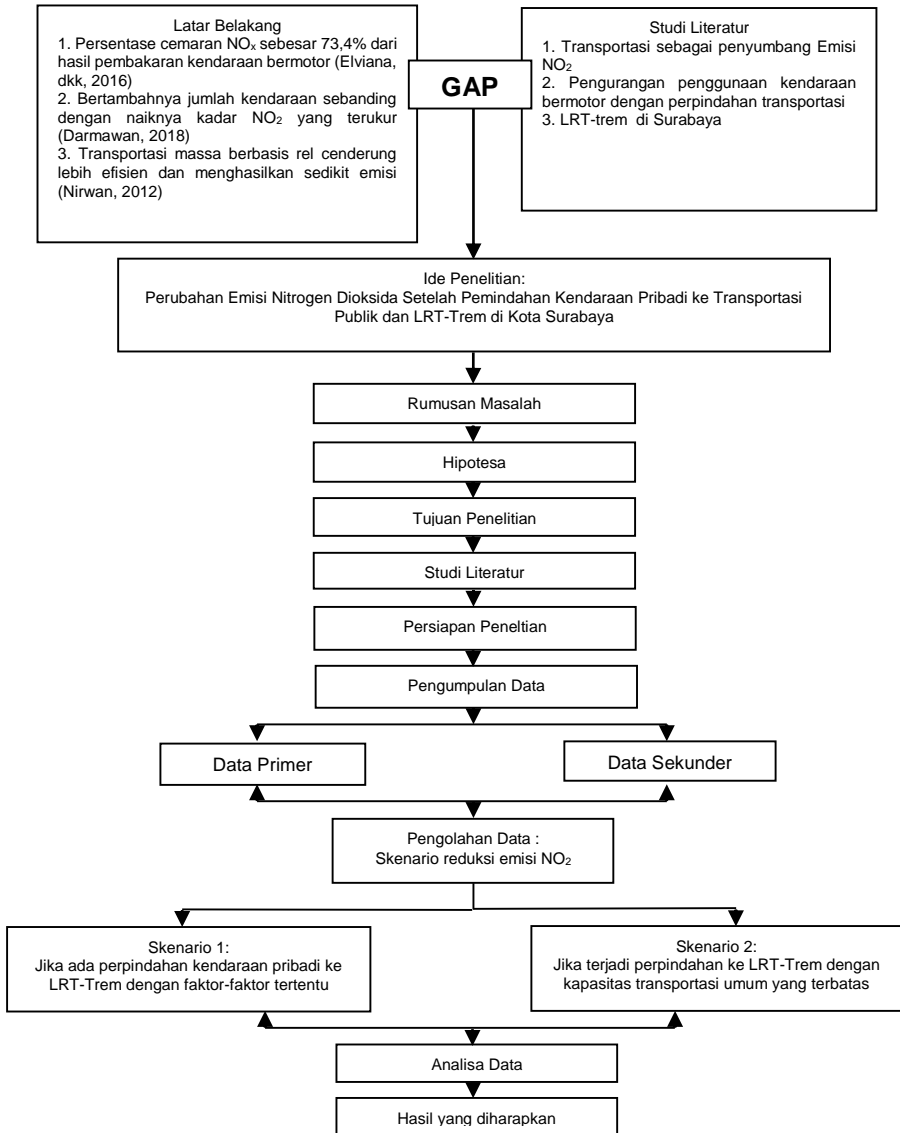 Latar Belakang
1. Persentase cemaran NOx sebesar 73,4% dari
hasil pembakaran kendaraan bermotor (Elviana,
dkk, 2016)
2. Bertambahnya jumlah kendaraan sebanding
dengan naiknya kadar NO2 yang terukur
(Darmawan, 2018)
3. Transportasi massa berbasis rel cenderung
lebih efisien dan menghasilkan sedikit emisi
(Nirwan, 2012)
GAP
Studi Literatur
1. Transportasi sebagai penyumbang Emisi
NO2
2. Pengurangan penggunaan kendaraan
bermotor dengan perpindahan transportasi
3. LRT-trem di Surabaya
Ide Penelitian:
Perubahan Emisi Nitrogen Dioksida Setelah Pemindahan Kendaraan Pribadi ke Transportasi
Publik dan LRT-Trem di Kota Surabaya
Rumusan Masalah
Hipotesa
Tujuan Penelitian
Studi Literatur
Persiapan Peneltian
Pengumpulan Data
Data Primer
Data Sekunder
Pengolahan Data :
Skenario reduksi emisi NO2
Skenario 1:
Jika ada perpindahan kendaraan pribadi ke
LRT-Trem dengan faktor-faktor tertentu
Skenario 2:
Jika terjadi perpindahan ke LRT-Trem dengan
kapasitas transportasi umum yang terbatas
Analisa Data
Hasil yang diharapkan